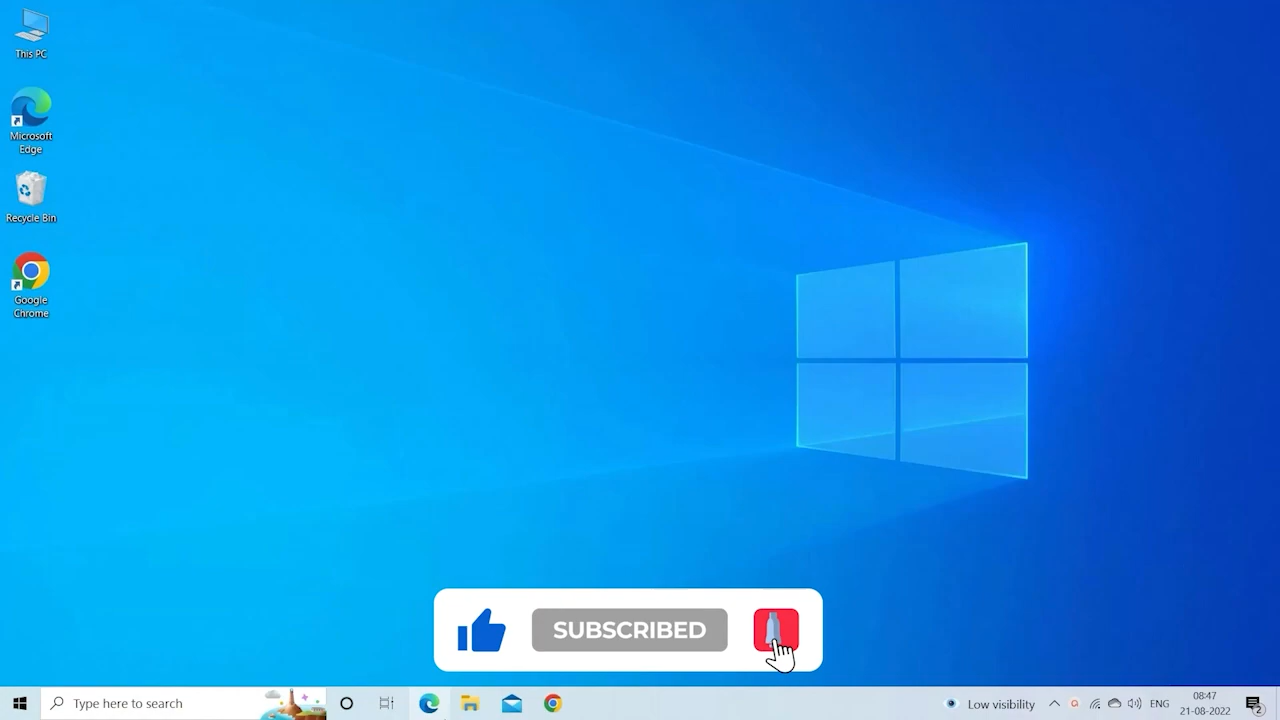 This PC
Microsoft
Edge
Recycle Bin
Google
Chrome
SUBSCRIBED
Type here to search
Low visibility
ENG
08:47
21-08-2022
2